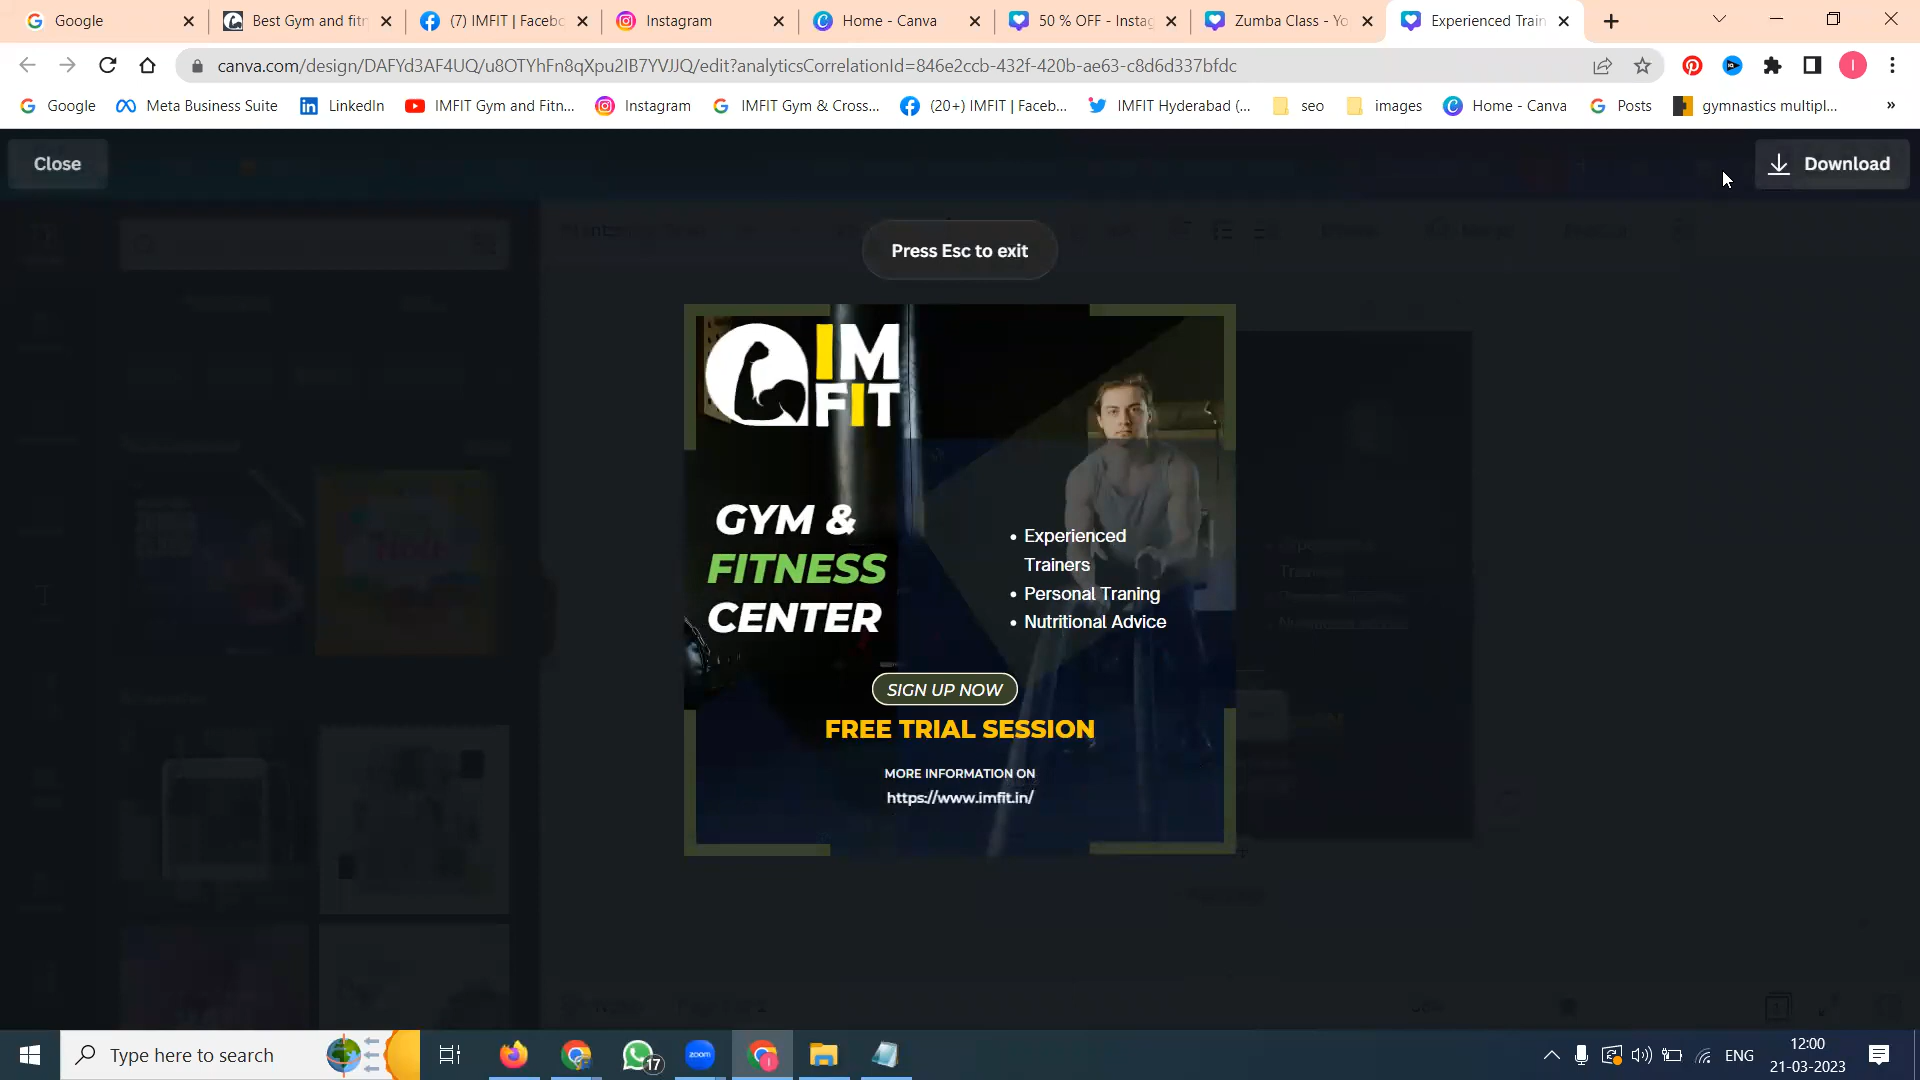 Google
Best Gym and fitn
(7) IMFIT | Facebo
Instagram
Home - Canva
50 % OFF - Instag
Zumba Class - Yo
Experienced Train
canva.com/design/DAFYd3AF4UQ/u8OTYhFn8qXpu2IB7YVJJQ/edit?analyticsCorrelationId=846e2ccb-432f-420b-ae63-c8d6d337bfdc
Google
Meta Business Suite
LinkedIn
IMFIT Gym and Fitn...
Instagram
IMFIT Gym & Cross...
(20+) IMFIT | Faceb...
IMFIT Hyderabad (...
seo
images
Home - Canva
Posts
gymnastics multipl...
Close
Download
Press Esc to exit
IM
FIT
GYM &
FITNESS
CENTER
• Experienced
Trainers
• Personal Traning
• Nutritional Advice
SIGN UP NOW
FREE TRIAL SESSION
MORE INFORMATION ON
https://www.imfit.in/
Type here to search
17
zoom
ENG
12:00
21-03-2023